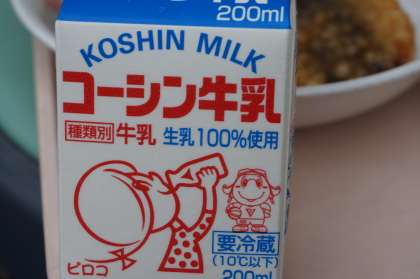 200ml
KOSHIN MILK
コーシン牛乳
種類別 牛乳 生乳100%使用
要冷蔵
(10℃以下)
ピロコ
200ml